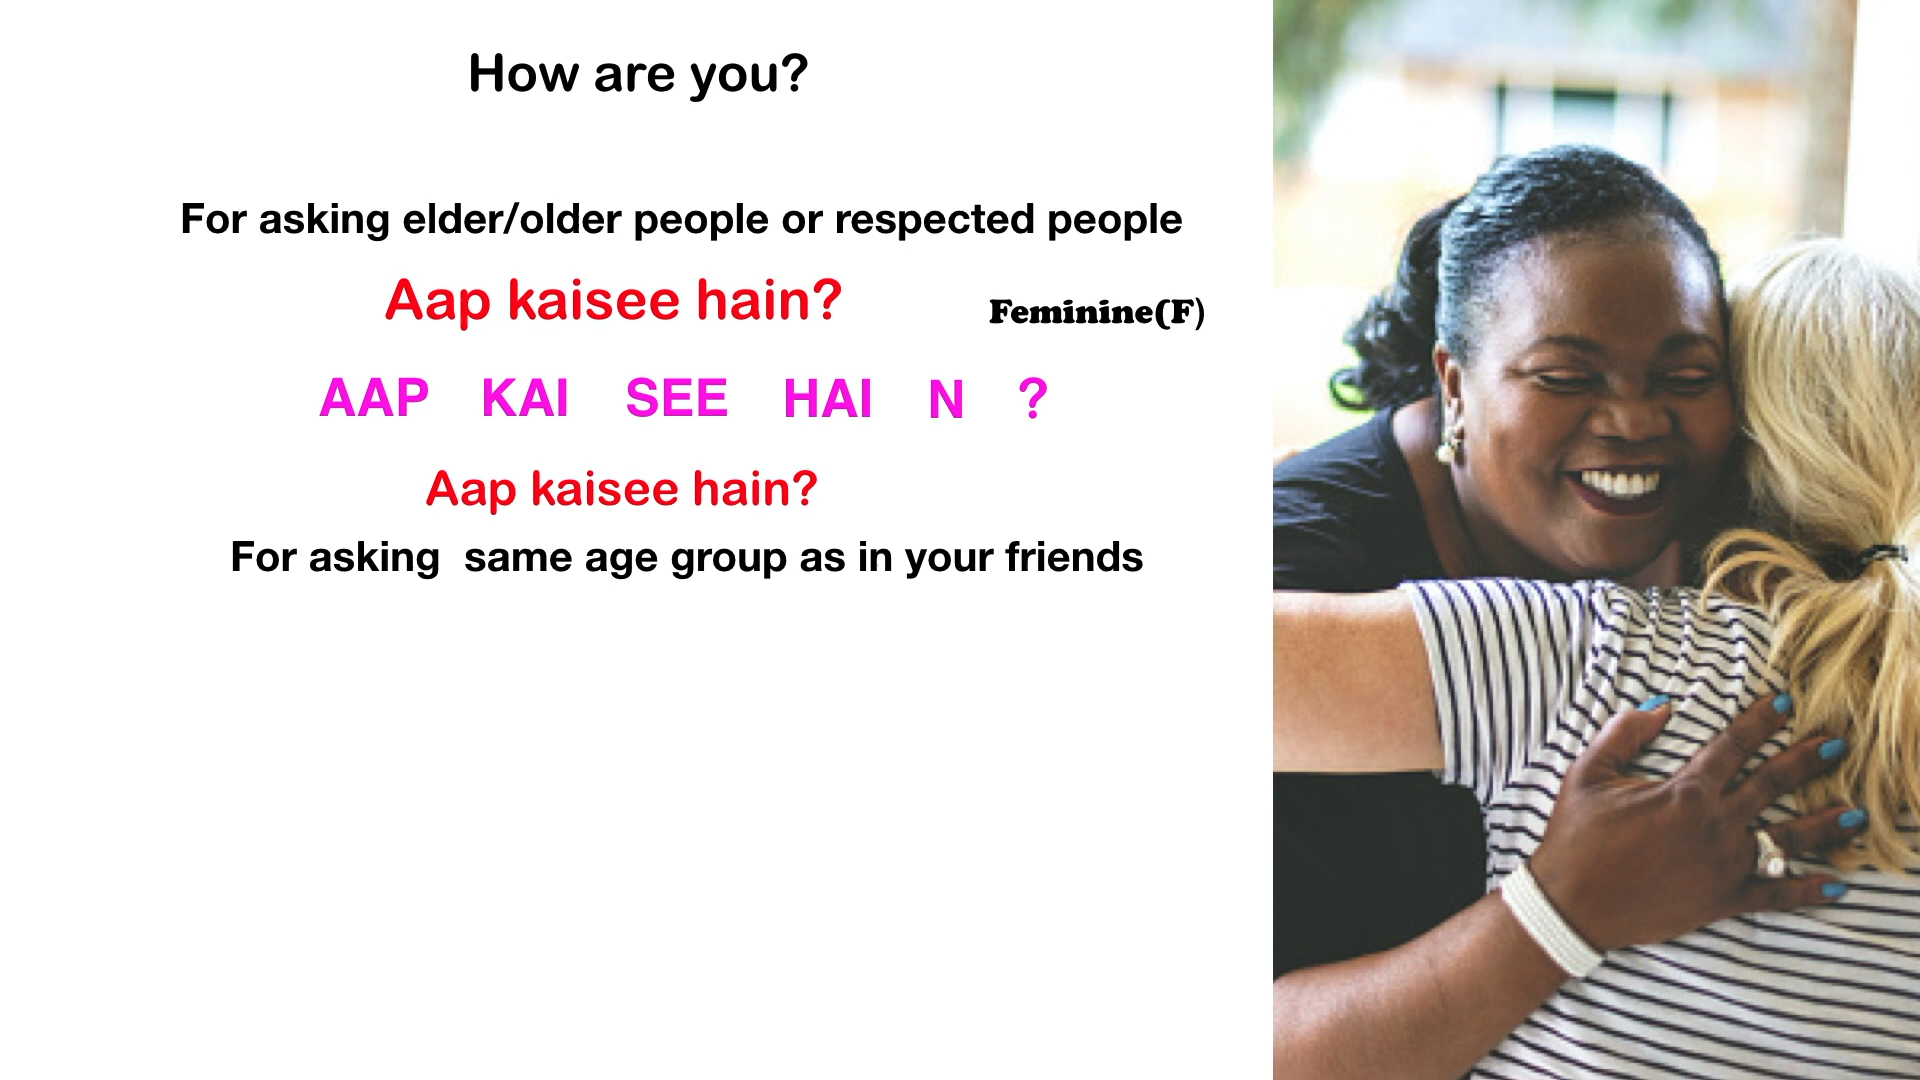 How are you?
For asking elder/older people or respected people
Aap kaisee hain?
Feminine(F)
AAP KAI SEE HAI N ?
Aap kaisee hain?
For asking same age group as in your friends